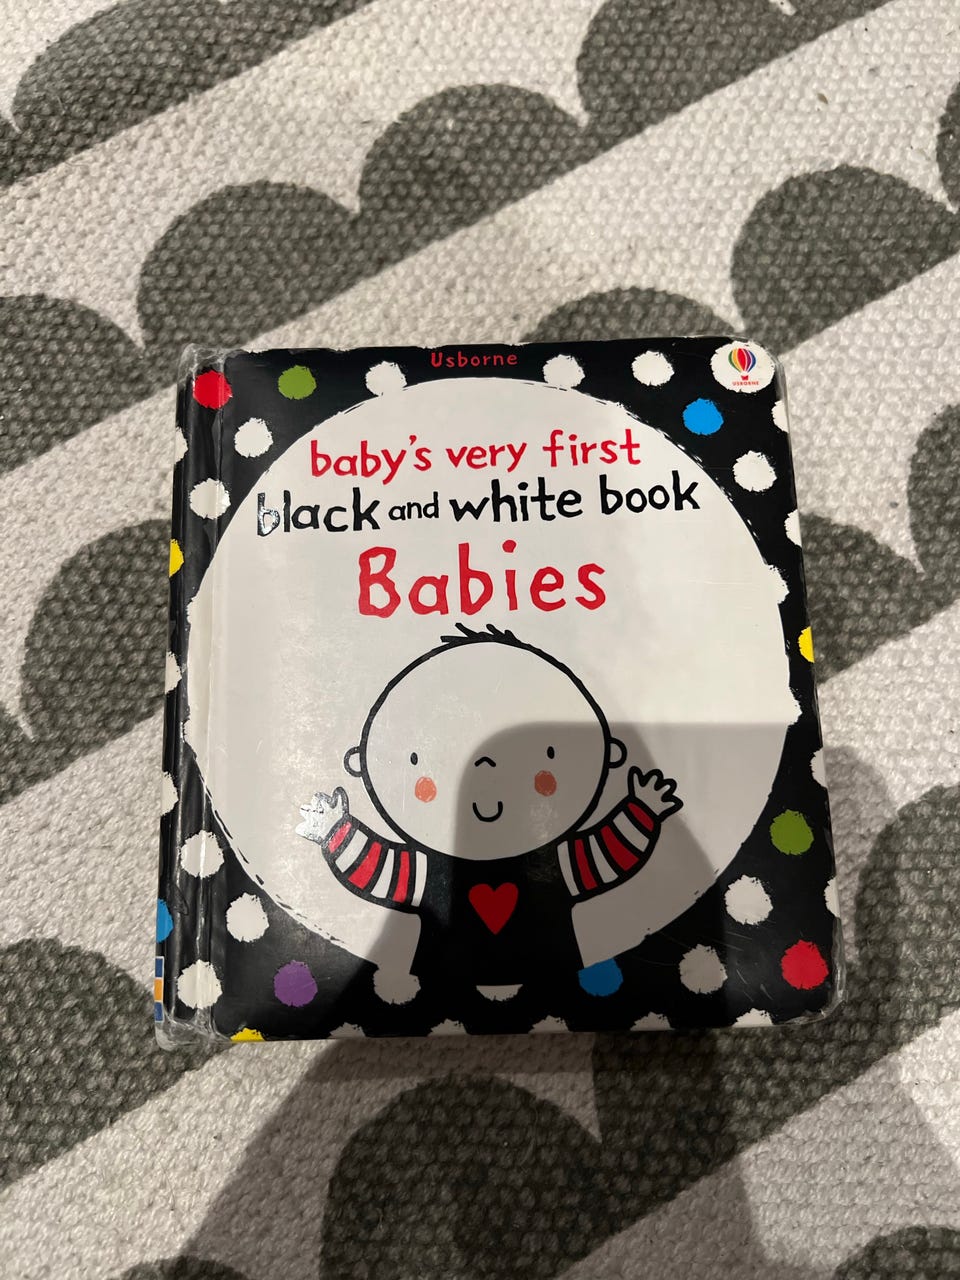 Usborne
USBORNE
baby's very first
black and white book
Babies